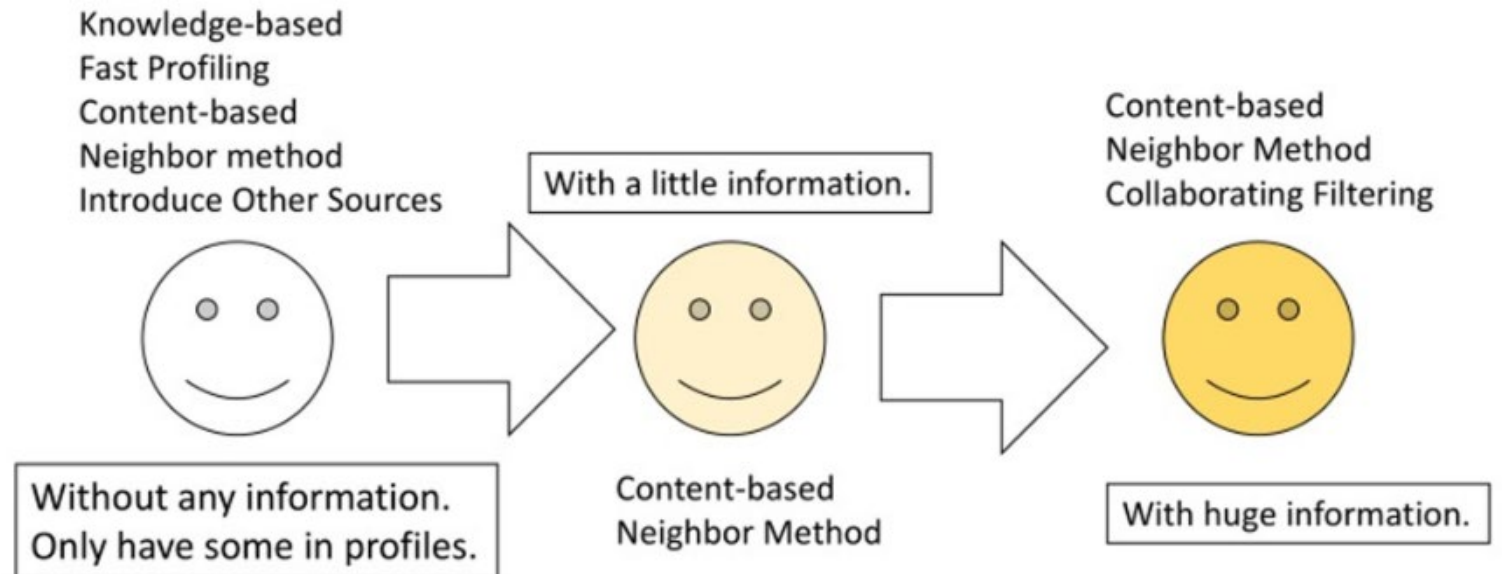 Knowledge-based
Fast Profiling
Content-based
Neighbor method
Introduce Other Sources
Without any information.
Only have some in profiles.
With a little information.
Content-based
Neighbor Method
Content-based
Neighbor Method
Collaborating Filtering
With huge information.